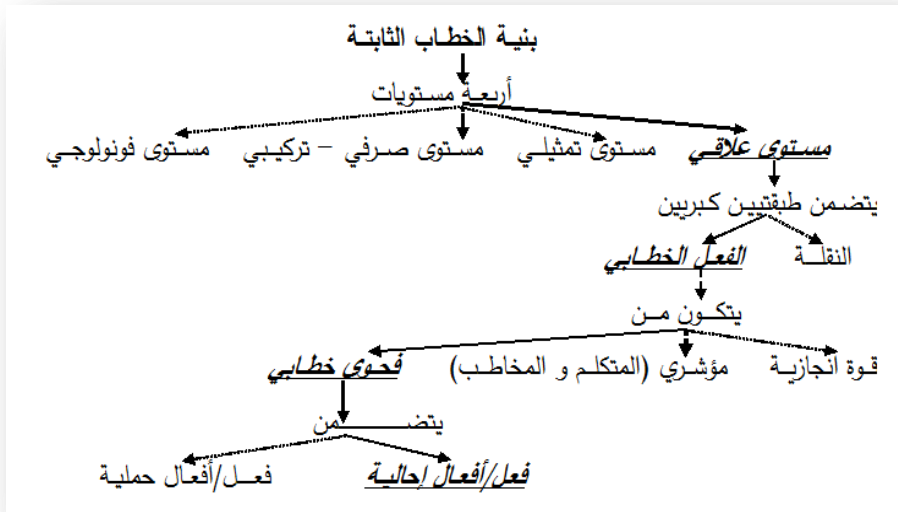 بنية الخطاب الثابتة
أربعة مستويات
مستوى علاقي مستوى تمثيلي مستوى صرفي – تركيبي مستوى فونولوجي
يتضمن طبقتيين كبريين
النقلة الفعل الخطابي
يتكون من
قوة انجازية مؤشري (المتكلم و المخاطب) فحوى خطابي
يتضمن
فعل/أفعال إحالية فعل/أفعال حملية